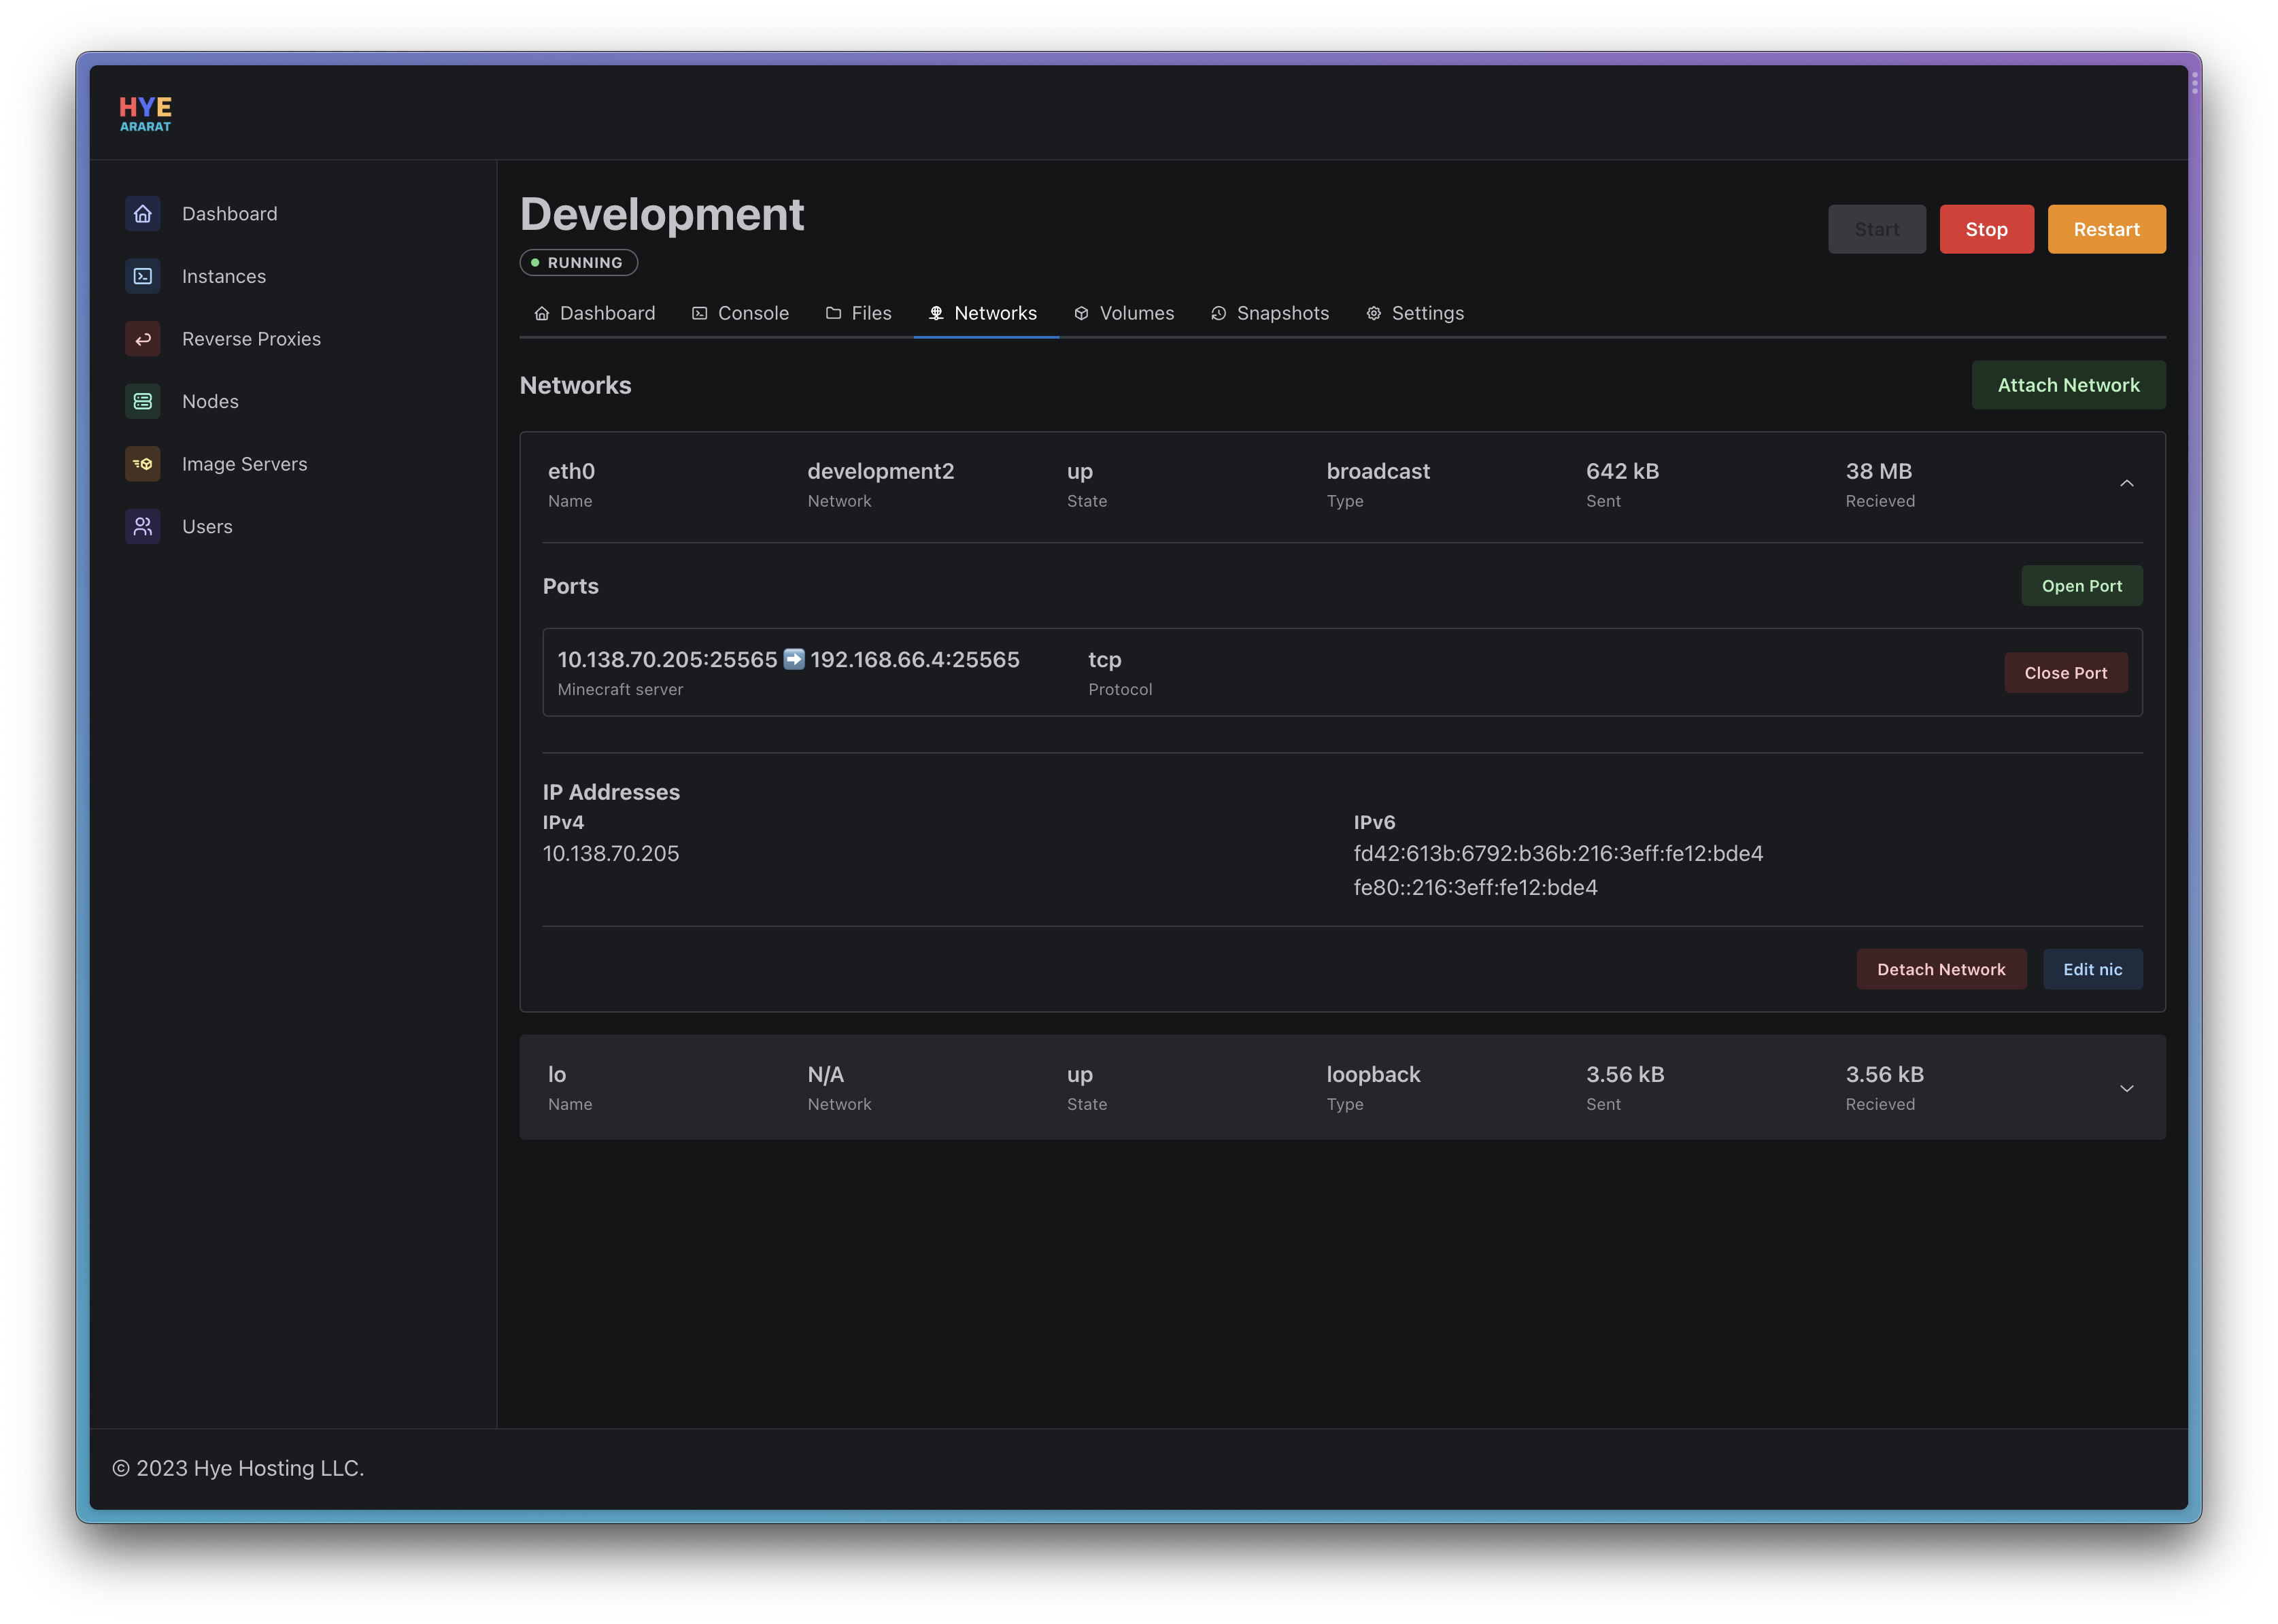 HYE
ARARAT
Dashboard
Instances
Reverse Proxies
Nodes
Image Servers
Users
Development
RUNNING
Start Stop Restart
Dashboard Console Files Networks Volumes Snapshots Settings
Networks
Attach Network
eth0 development2 up broadcast 642 kB 38 MB
Name Network State Type Sent Recieved
Ports
Open Port
10.138.70.205:25565 ➡️ 192.168.66.4:25565 tcp
Minecraft server Protocol
Close Port
IP Addresses
IPv4 IPv6
10.138.70.205 fd42:613b:6792:b36b:216:3eff:fe12:bde4
fe80::216:3eff:fe12:bde4
Detach Network Edit nic
lo N/A up loopback 3.56 kB 3.56 kB
Name Network State Type Sent Recieved
© 2023 Hye Hosting LLC.